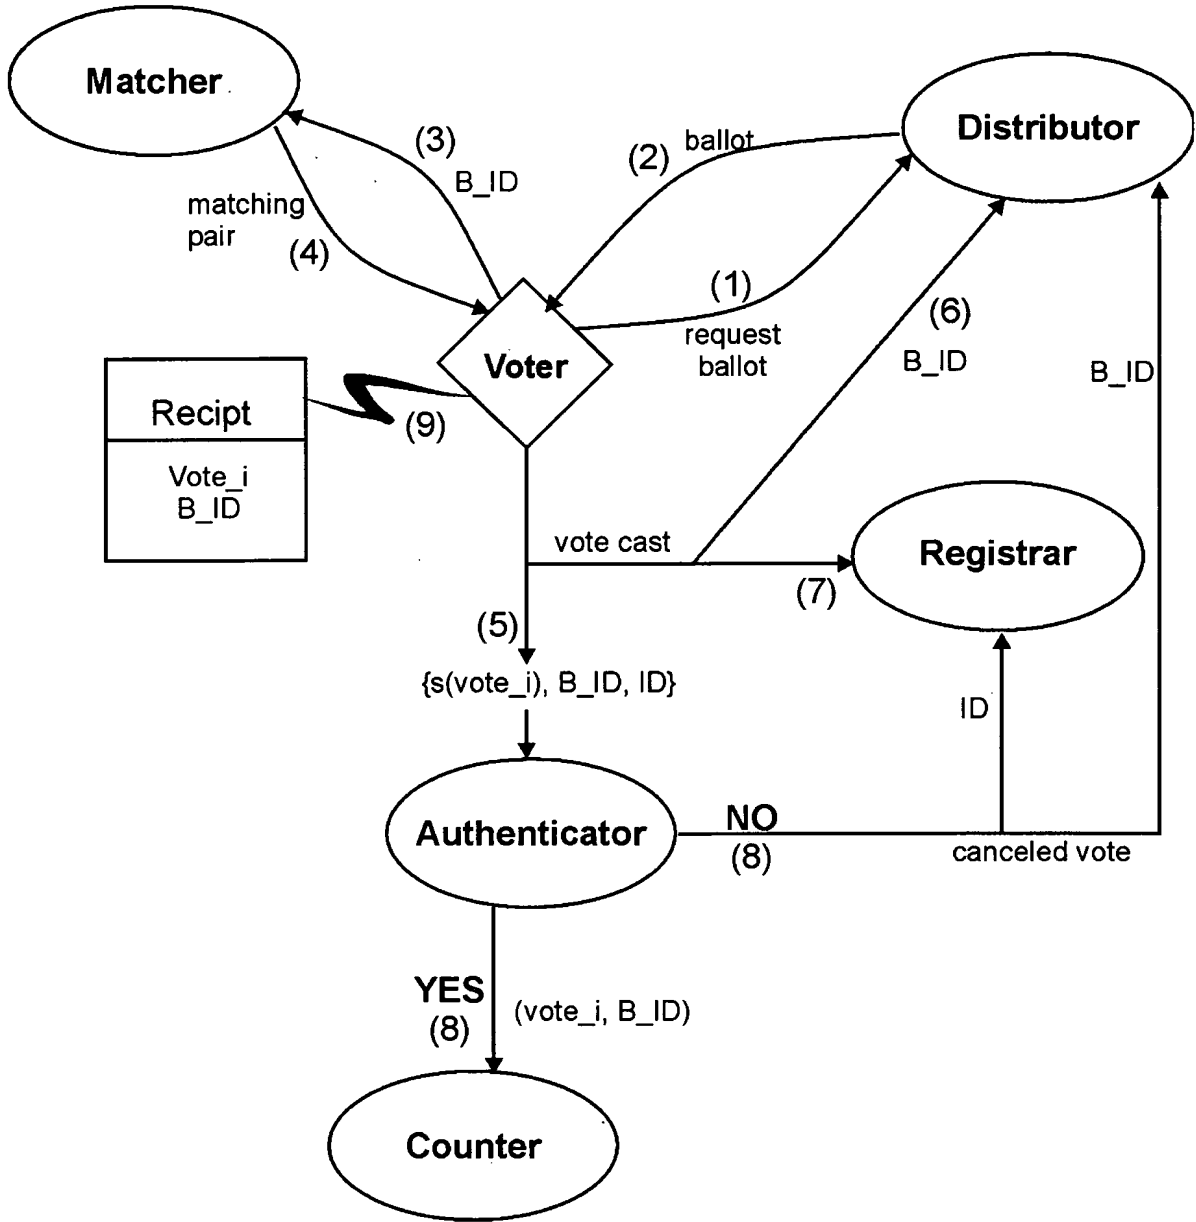 Matcher
Distributor
(3)
B_ID
(2)
ballot
matching
pair
(4)
(1)
request
ballot
(6)
B_ID
B_ID
Voter
Recipt
(9)
Vote_i
B_ID
vote cast
Registrar
(7)
(5)
{s(vote_i), B_ID, ID}
ID
Authenticator
NO
(8)
canceled vote
YES
(8)
(vote_i, B_ID)
Counter